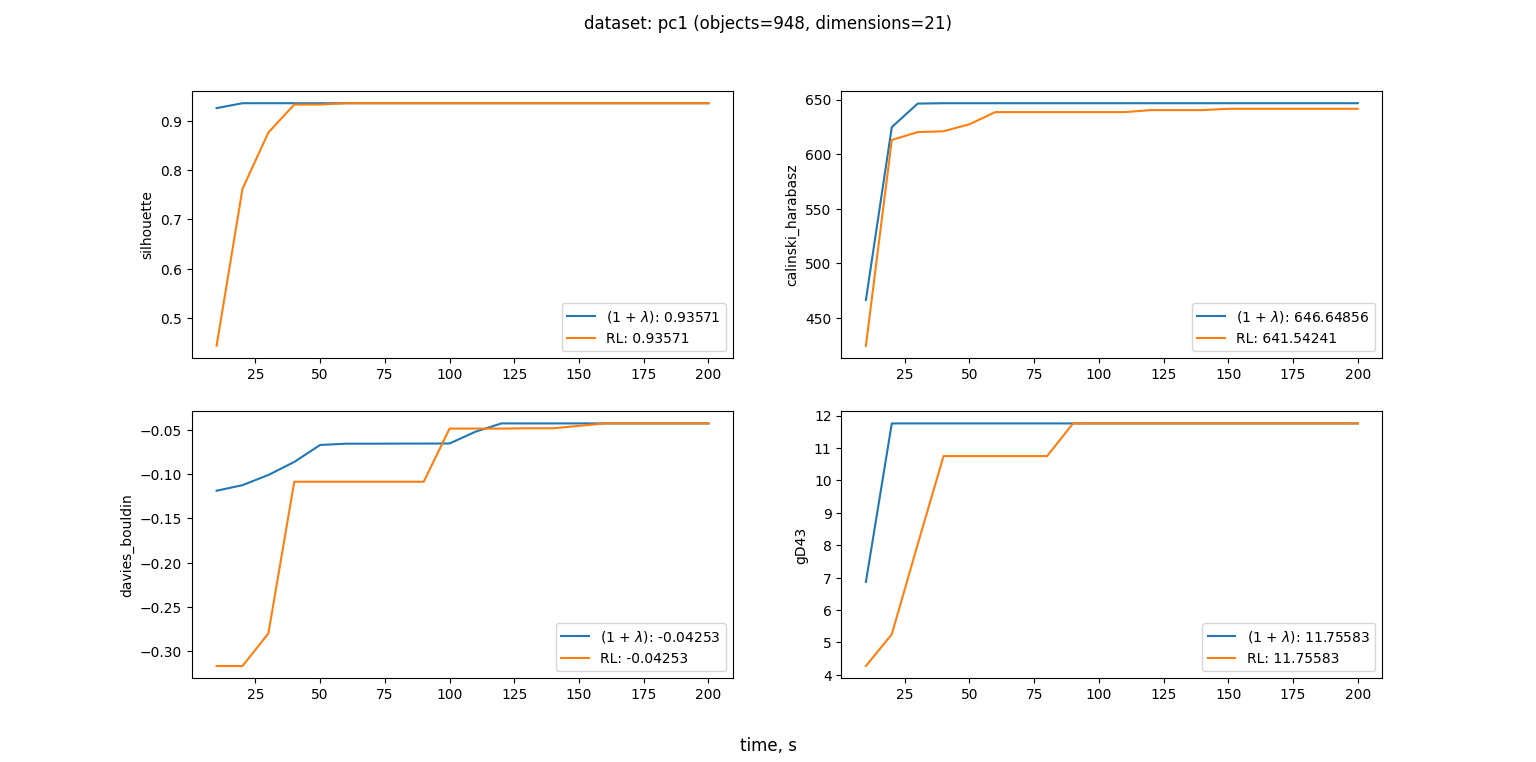 dataset: pc1 (objects=948, dimensions=21)
silhouette
0.9
0.8
0.7
0.6
0.5
(1 + λ): 0.93571
RL: 0.93571
25 50 75 100 125 150 175 200
calinski_harabasz
650
600
550
500
450
(1 + λ): 646.64856
RL: 641.54241
25 50 75 100 125 150 175 200
davies_bouldin
−0.05
−0.10
−0.15
−0.20
−0.25
−0.30
(1 + λ): -0.04253
RL: -0.04253
25 50 75 100 125 150 175 200
gD43
12
11
10
9
8
7
6
5
4
(1 + λ): 11.75583
RL: 11.75583
25 50 75 100 125 150 175 200
time, s